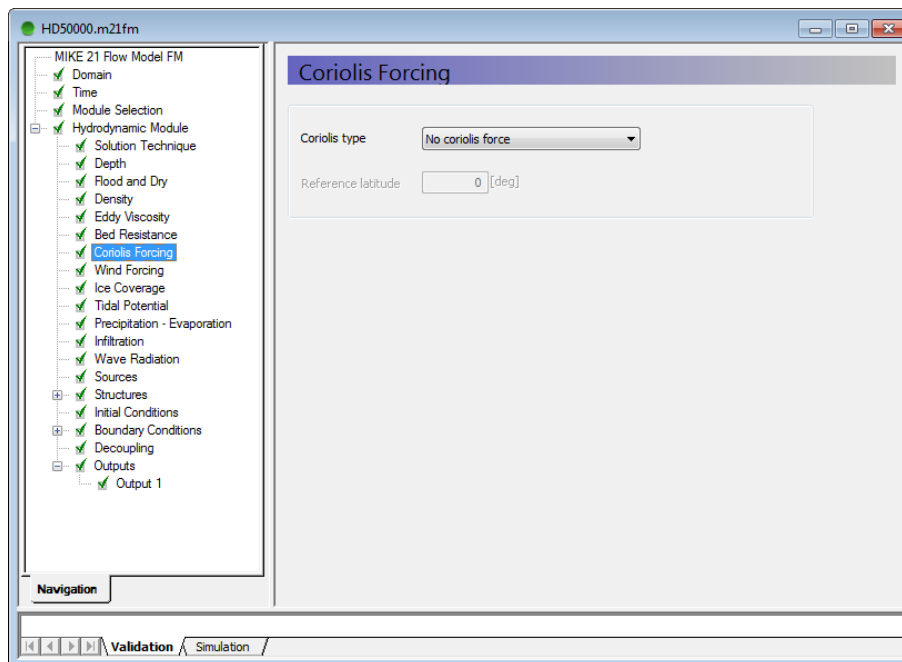 HD50000.m21fm
MIKE 21 Flow Model FM
Domain
Time
Module Selection
Hydrodynamic Module
Solution Technique
Depth
Flood and Dry
Density
Eddy Viscosity
Bed Resistance
Coriolis Forcing
Wind Forcing
Ice Coverage
Tidal Potential
Precipitation - Evaporation
Infiltration
Wave Radiation
Sources
Structures
Initial Conditions
Boundary Conditions
Decoupling
Outputs
Output 1
Navigation
Coriolis Forcing
Coriolis type No coriolis force
Reference latitude 0 [deg]
Validation Simulation